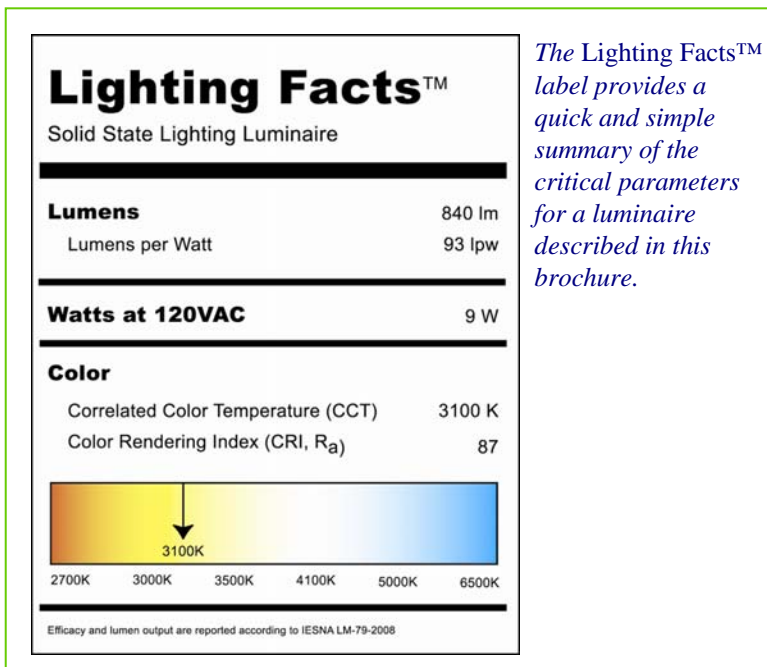 Lighting Facts™
Solid State Lighting Luminaire
Lumens 840 lm
Lumens per Watt 93 lpw
Watts at 120VAC 9 W
Color
Correlated Color Temperature (CCT) 3100 K
Color Rendering Index (CRI, Ra) 87
3100K
2700K 3000K 3500K 4100K 5000K 6500K
Efficacy and lumen output are reported according to IESNA LM-79-2008
The Lighting Facts™
label provides a
quick and simple
summary of the
critical parameters
for a luminaire
described in this
brochure.